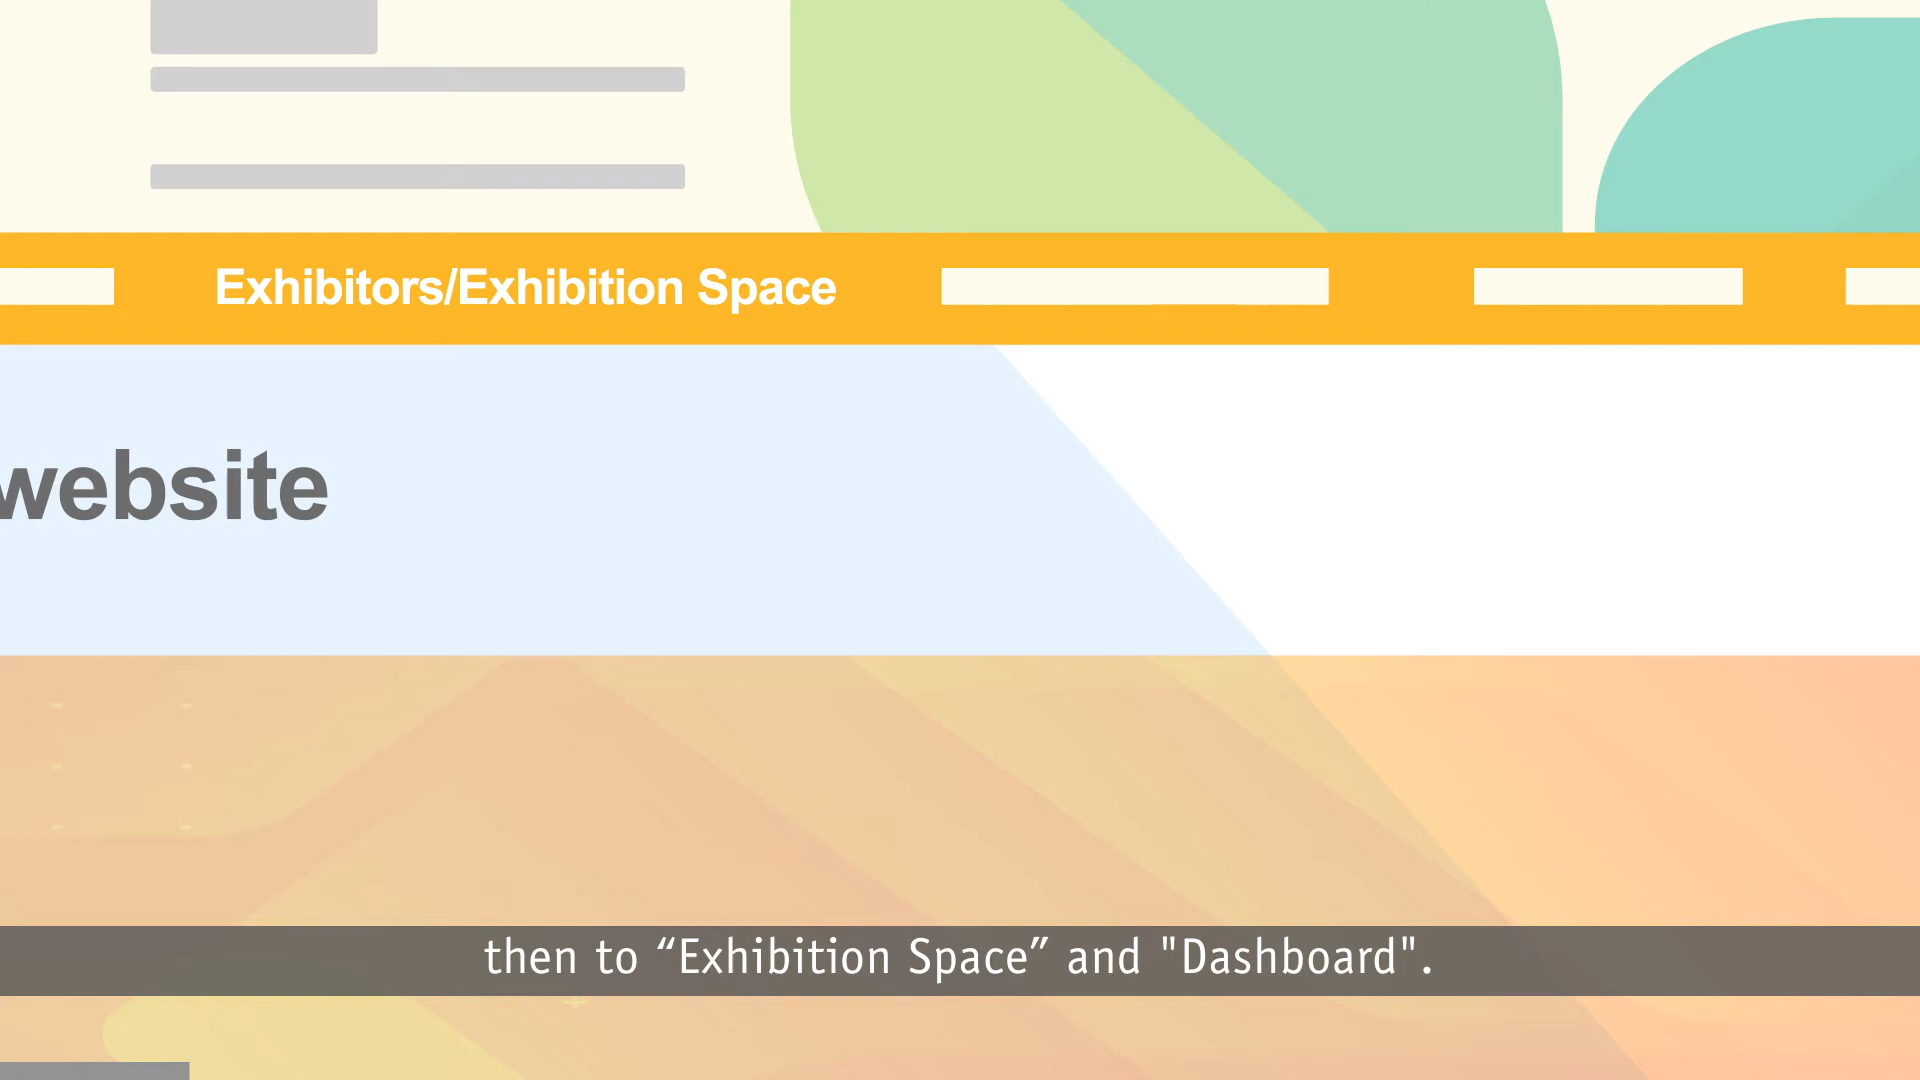 Exhibitors/Exhibition Space
website
then to “Exhibition Space” and "Dashboard".